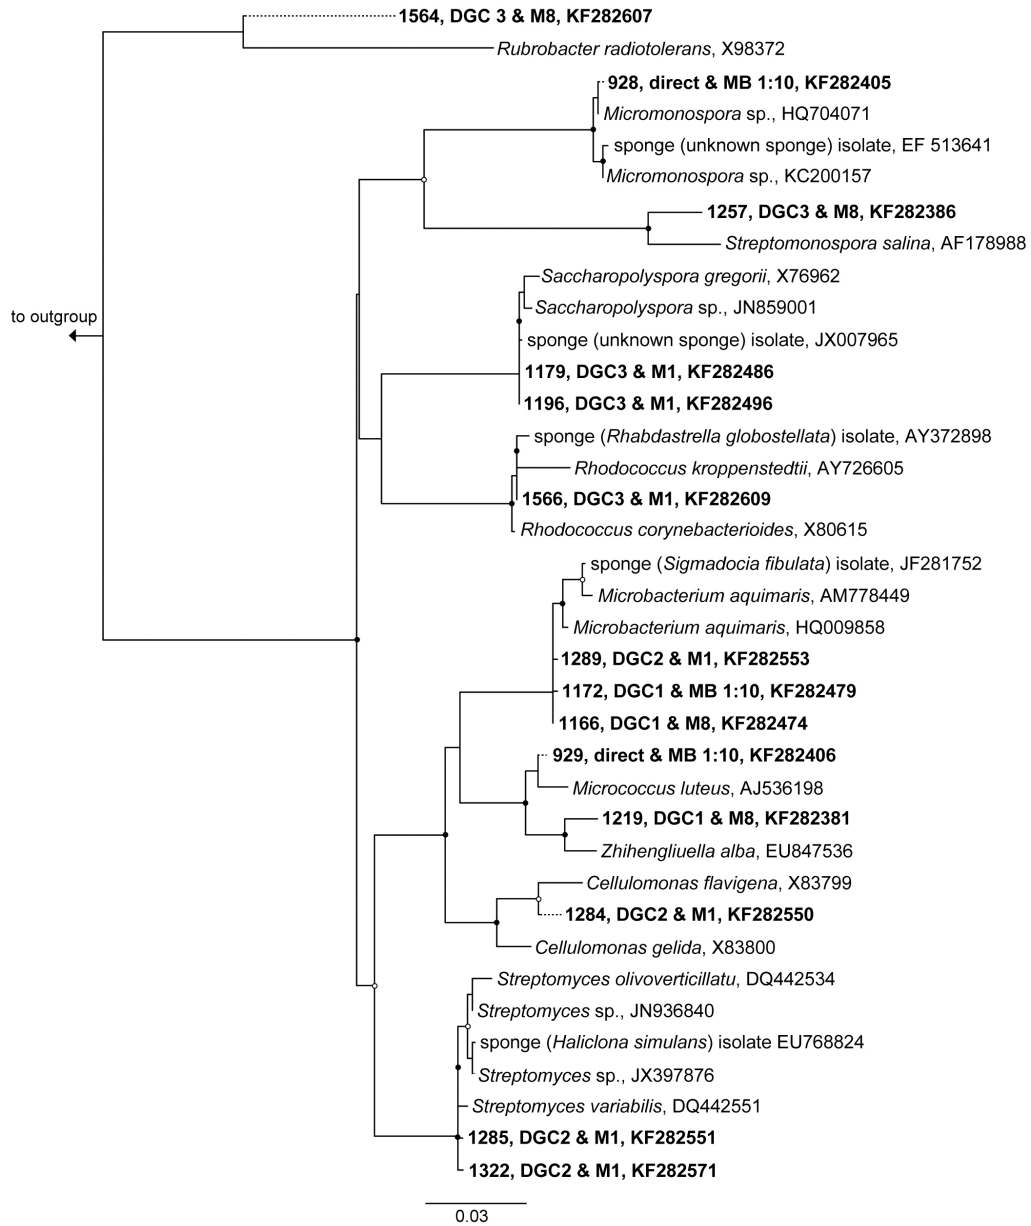 1564, DGC 3 & M8, KF282607
Rubrobacter radiotolerans, X98372
928, direct & MB 1:10, KF282405
Micromonospora sp., HQ704071
sponge (unknown sponge) isolate, EF 513641
Micromonospora sp., KC200157
1257, DGC3 & M8, KF282386
Streptomonospora salina, AF178988
Saccharopolyspora gregorii, X76962
Saccharopolyspora sp., JN859001
to outgroup
sponge (unknown sponge) isolate, JX007965
1179, DGC3 & M1, KF282486
1196, DGC3 & M1, KF282496
sponge (Rhabdastrella globostellata) isolate, AY372898
Rhodococcus kroppenstedtii, AY726605
1566, DGC3 & M1, KF282609
Rhodococcus corynebacterioides, X80615
sponge (Sigmadocia fibulata) isolate, JF281752
Microbacterium aquimaris, AM778449
Microbacterium aquimaris, HQ009858
1289, DGC2 & M1, KF282553
1172, DGC1 & MB 1:10, KF282479
1166, DGC1 & M8, KF282474
929, direct & MB 1:10, KF282406
Micrococcus luteus, AJ536198
1219, DGC1 & M8, KF282381
Zhihengliuella alba, EU847536
Cellulomonas flavigena, X83799
1284, DGC2 & M1, KF282550
Cellulomonas gelida, X83800
Streptomyces olivoverticillatu, DQ442534
Streptomyces sp., JN936840
sponge (Haliclona simulans) isolate EU768824
Streptomyces sp., JX397876
Streptomyces variabilis, DQ442551
1285, DGC2 & M1, KF282551
1322, DGC2 & M1, KF282571
0.03